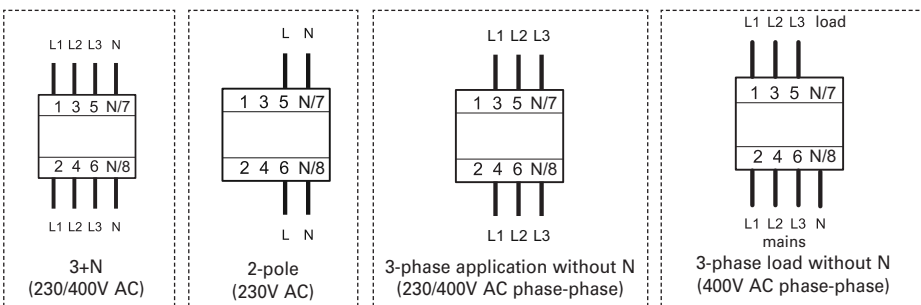 L1 L2 L3 N
1 3 5 N/7
2 4 6 N/8
L1 L2 L3 N
3+N
(230/400V AC)
L N
1 3 5 N/7
2 4 6 N/8
L N
2-pole
(230V AC)
L1 L2 L3
1 3 5 N/7
2 4 6 N/8
L1 L2 L3
3-phase application without N
(230/400V AC phase-phase)
L1 L2 L3 load
1 3 5 N/7
2 4 6 N/8
L1 L2 L3 N
mains
3-phase load without N
(400V AC phase-phase)